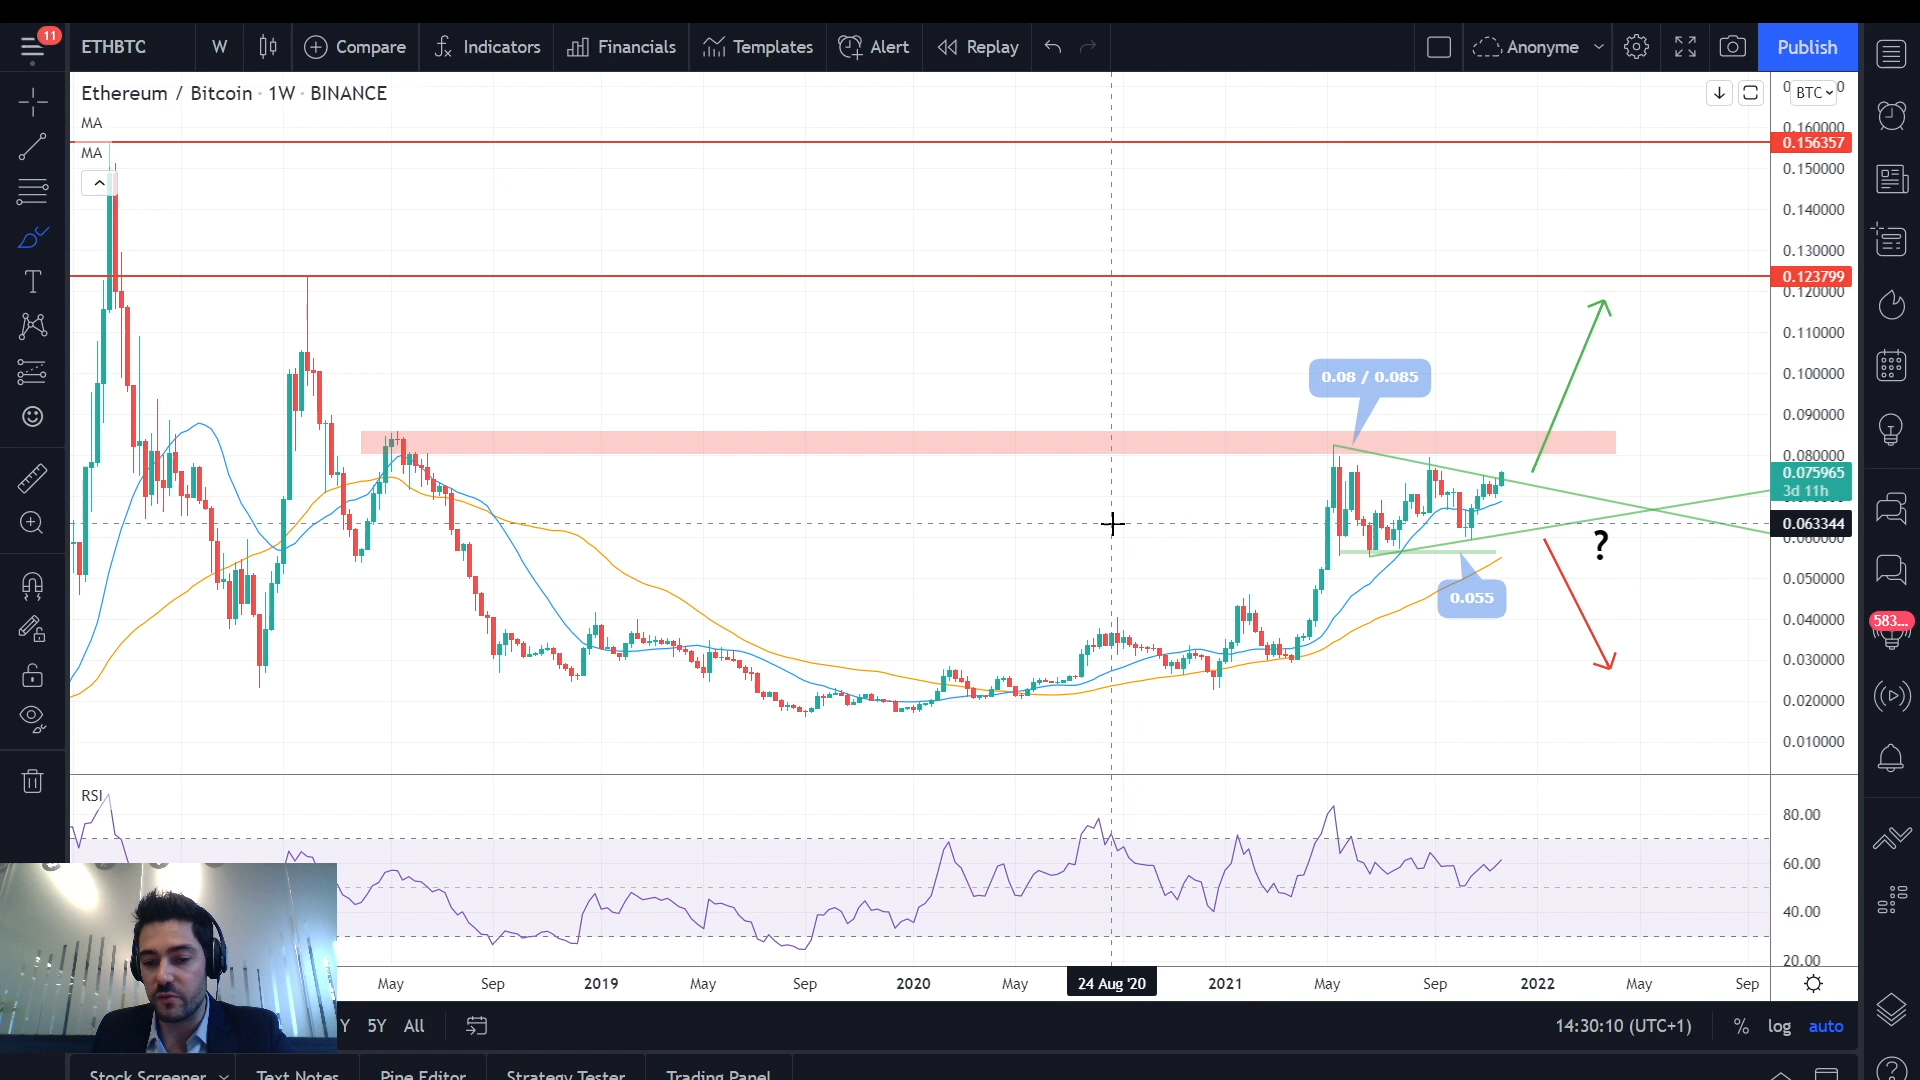 11
ETHBTC W Compare Indicators Financials Templates Alert Replay Anonyme Publish
Ethereum / Bitcoin · 1W · BINANCE
BTC
MA
MA
0.160000
0.156357
0.150000
0.140000
0.130000
0.123799
0.120000
0.110000
0.100000
0.090000
0.080000
0.075965
3d 11h
0.063344
0.060000
0.050000
0.040000
0.030000
0.020000
0.010000
0.08 / 0.085
?
0.055
583...
RSI
80.00
60.00
40.00
20.00
May Sep 2019 May Sep 2020 May 24 Aug '20 2021 May Sep 2022 May Sep
Y 5Y All 14:30:10 (UTC+1) % log auto
Stock Screener Text Notes Pine Editor Strategy Tester Trading Panel